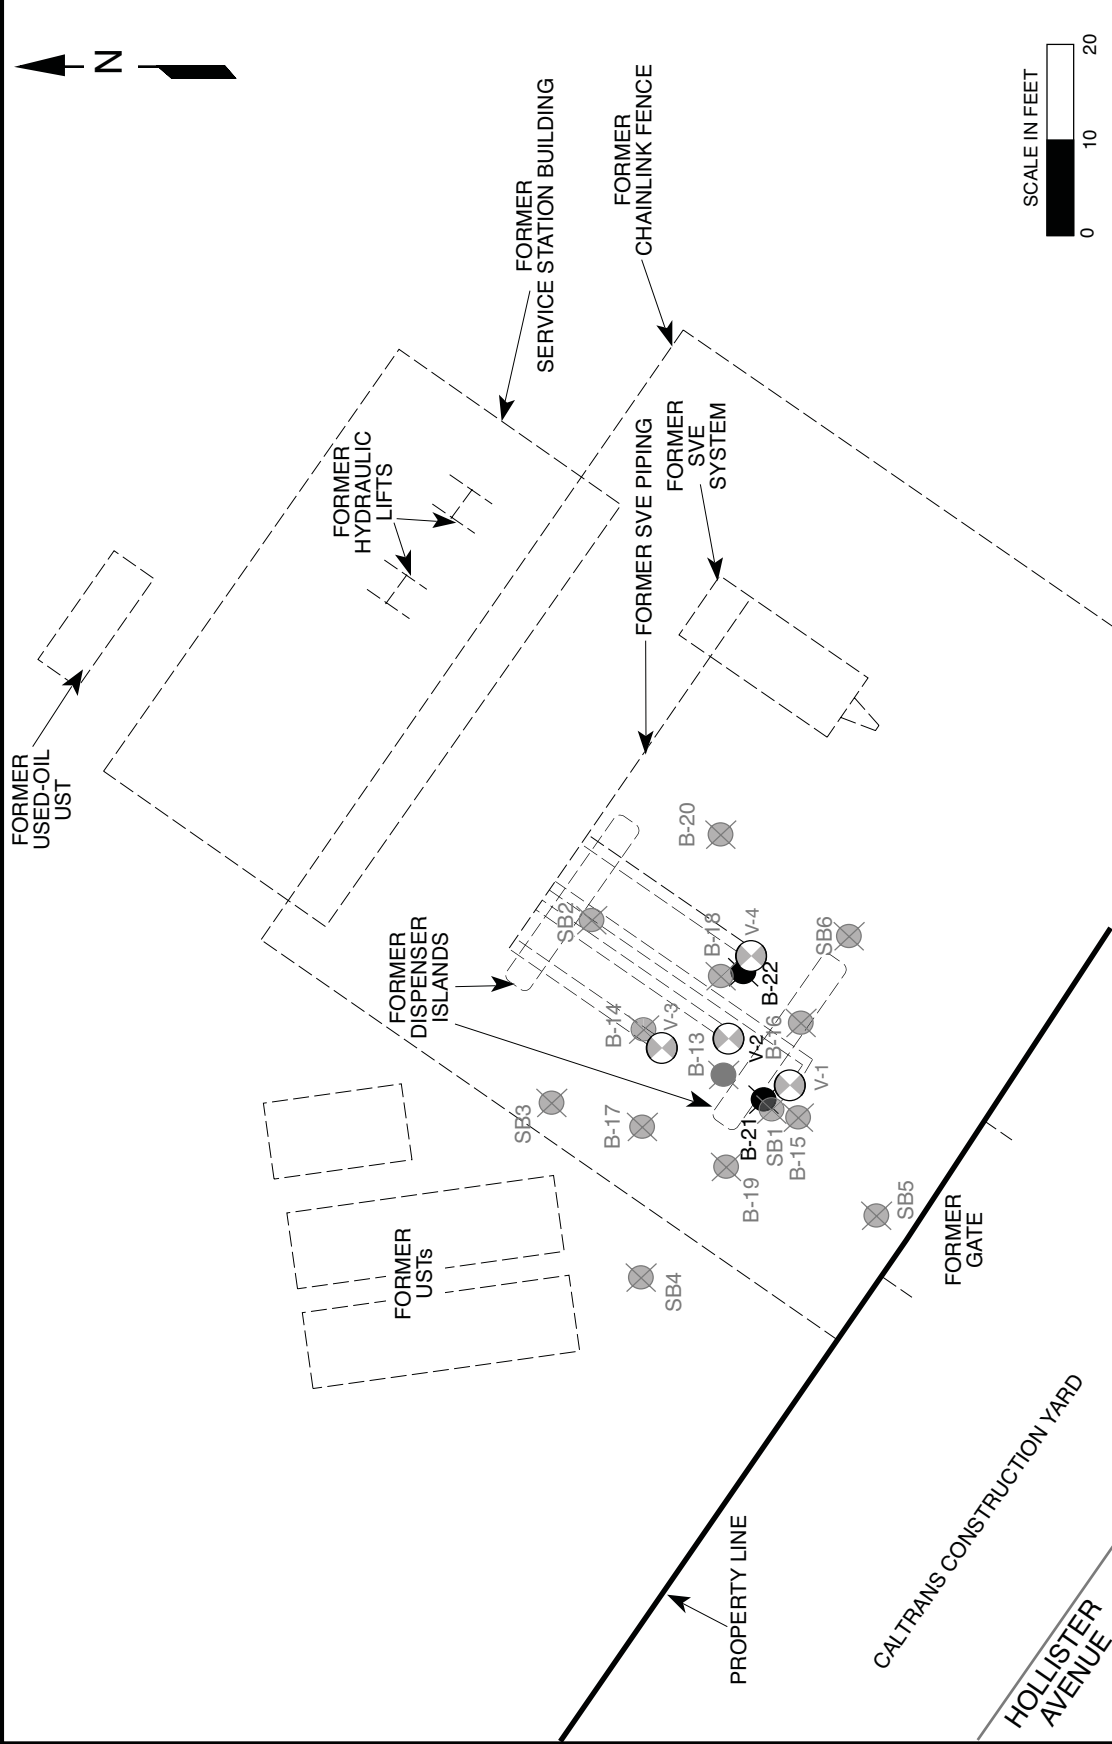 N
FORMER
USED-OIL
UST
FORMER
HYDRAULIC
LIFTS
FORMER
SERVICE STATION BUILDING
FORMER
CHAINLINK FENCE
FORMER
DISPENSER
ISLANDS
FORMER SVE PIPING
FORMER
SVE
SYSTEM
FORMER
USTs
SB3
SB2
B-14
V-3
B-17
B-20
B-18
V-4
B-22
B-13
V-2
B-16
SB6
V-1
B-21
SB1
B-15
B-19
SB4
SB5
FORMER
GATE
PROPERTY LINE
CALTRANS CONSTRUCTION YARD
HOLLISTER
AVENUE
SCALE IN FEET
0 10 20